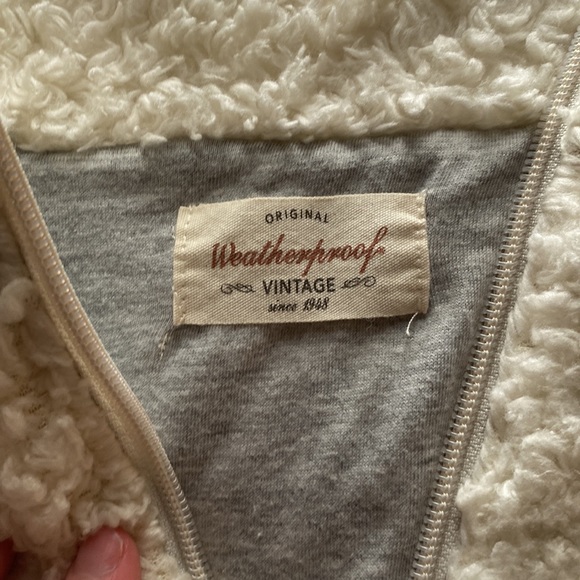 ORIGINAL
Weatherproof
VINTAGE
since 1948